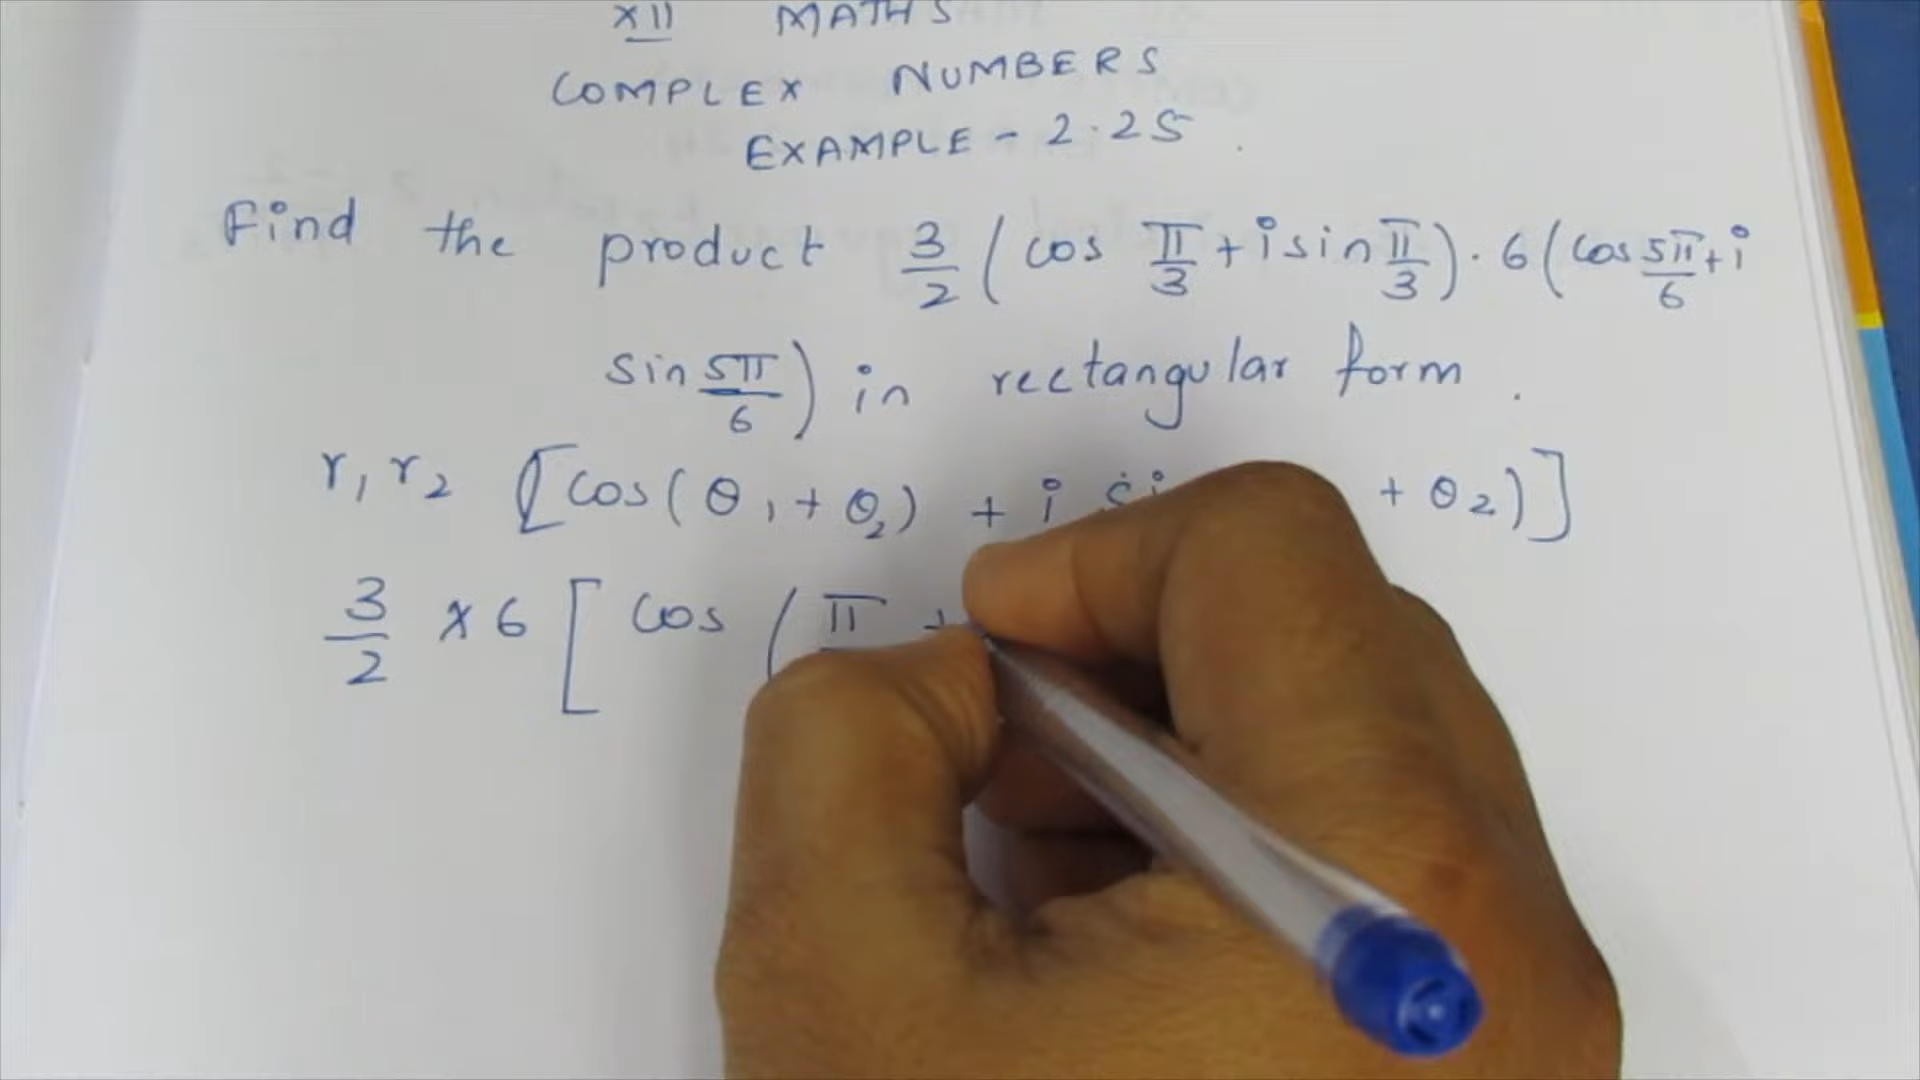 XII MATHS
COMPLEX NUMBERS
EXAMPLE - 2.25.
Find the product 3/2 (cos π/3 + i sin π/3) . 6 (cos 5π/6 + i
sin 5π/6) in rectangular form.
r₁ r₂ [cos(θ₁ + θ₂) + i si + θ₂)]
3/2 × 6 [cos (π +